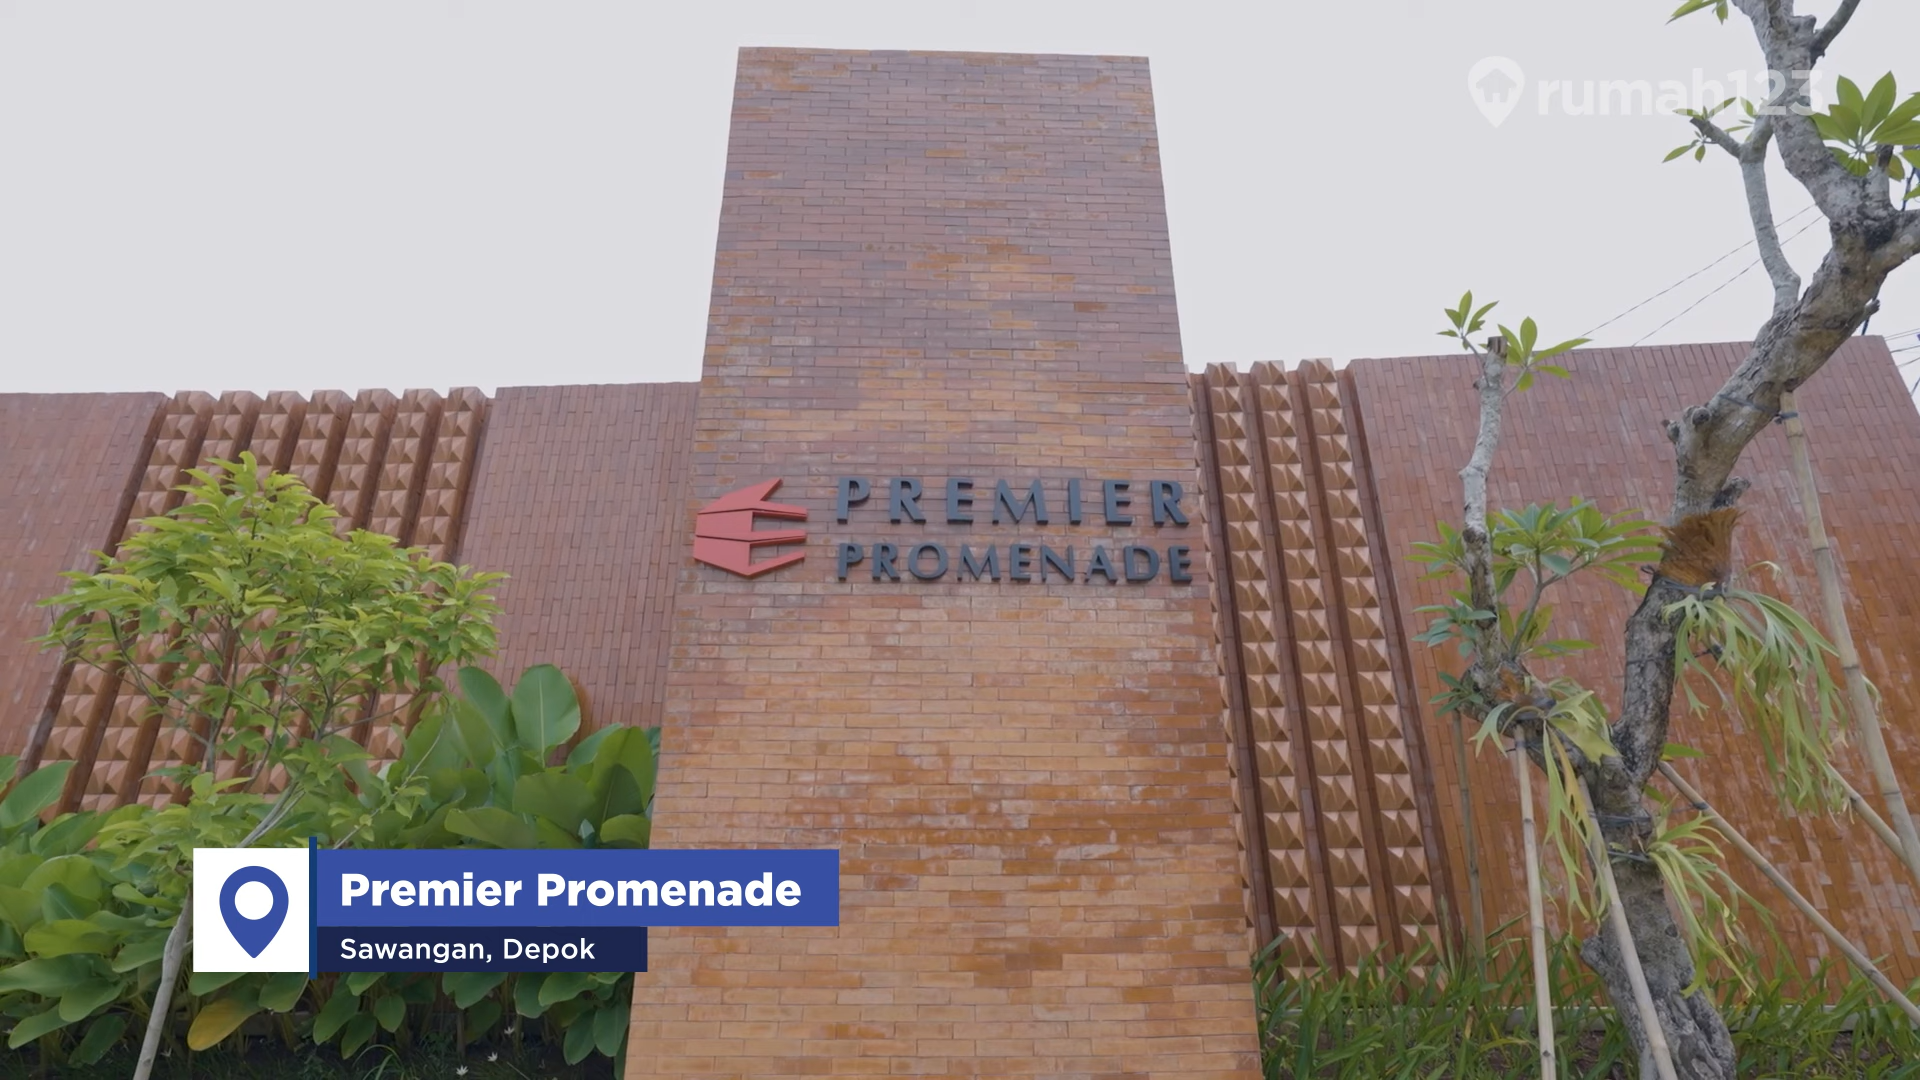 rumah123
PREMIER
PROMENADE
Premier Promenade
Sawangan, Depok